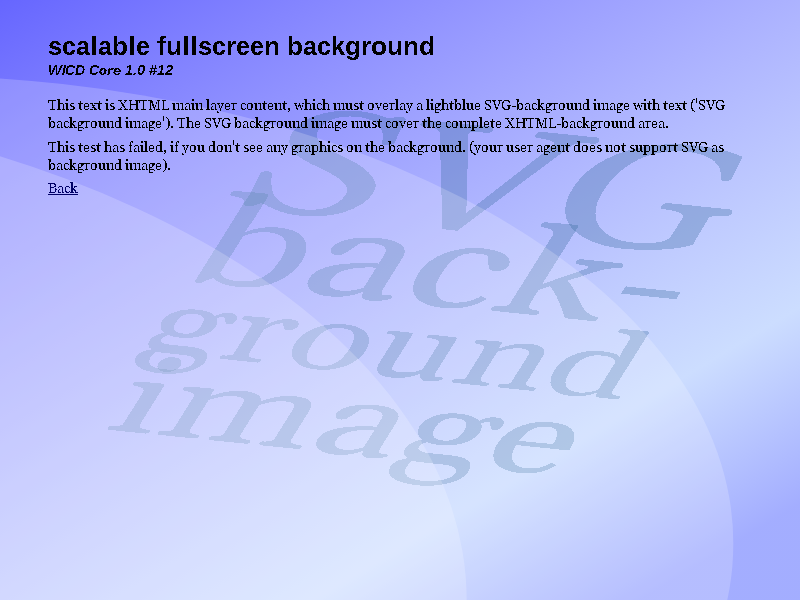 scalable fullscreen background
WICD Core 1.0 #12
This text is XHTML main layer content, which must overlay a lightblue SVG-background image with text ('SVG
background image'). The SVG background image must cover the complete XHTML-background area.
This test has failed, if you don't see any graphics on the background. (your user agent does not support SVG as
background image).
Back
SVG
back-
ground
image